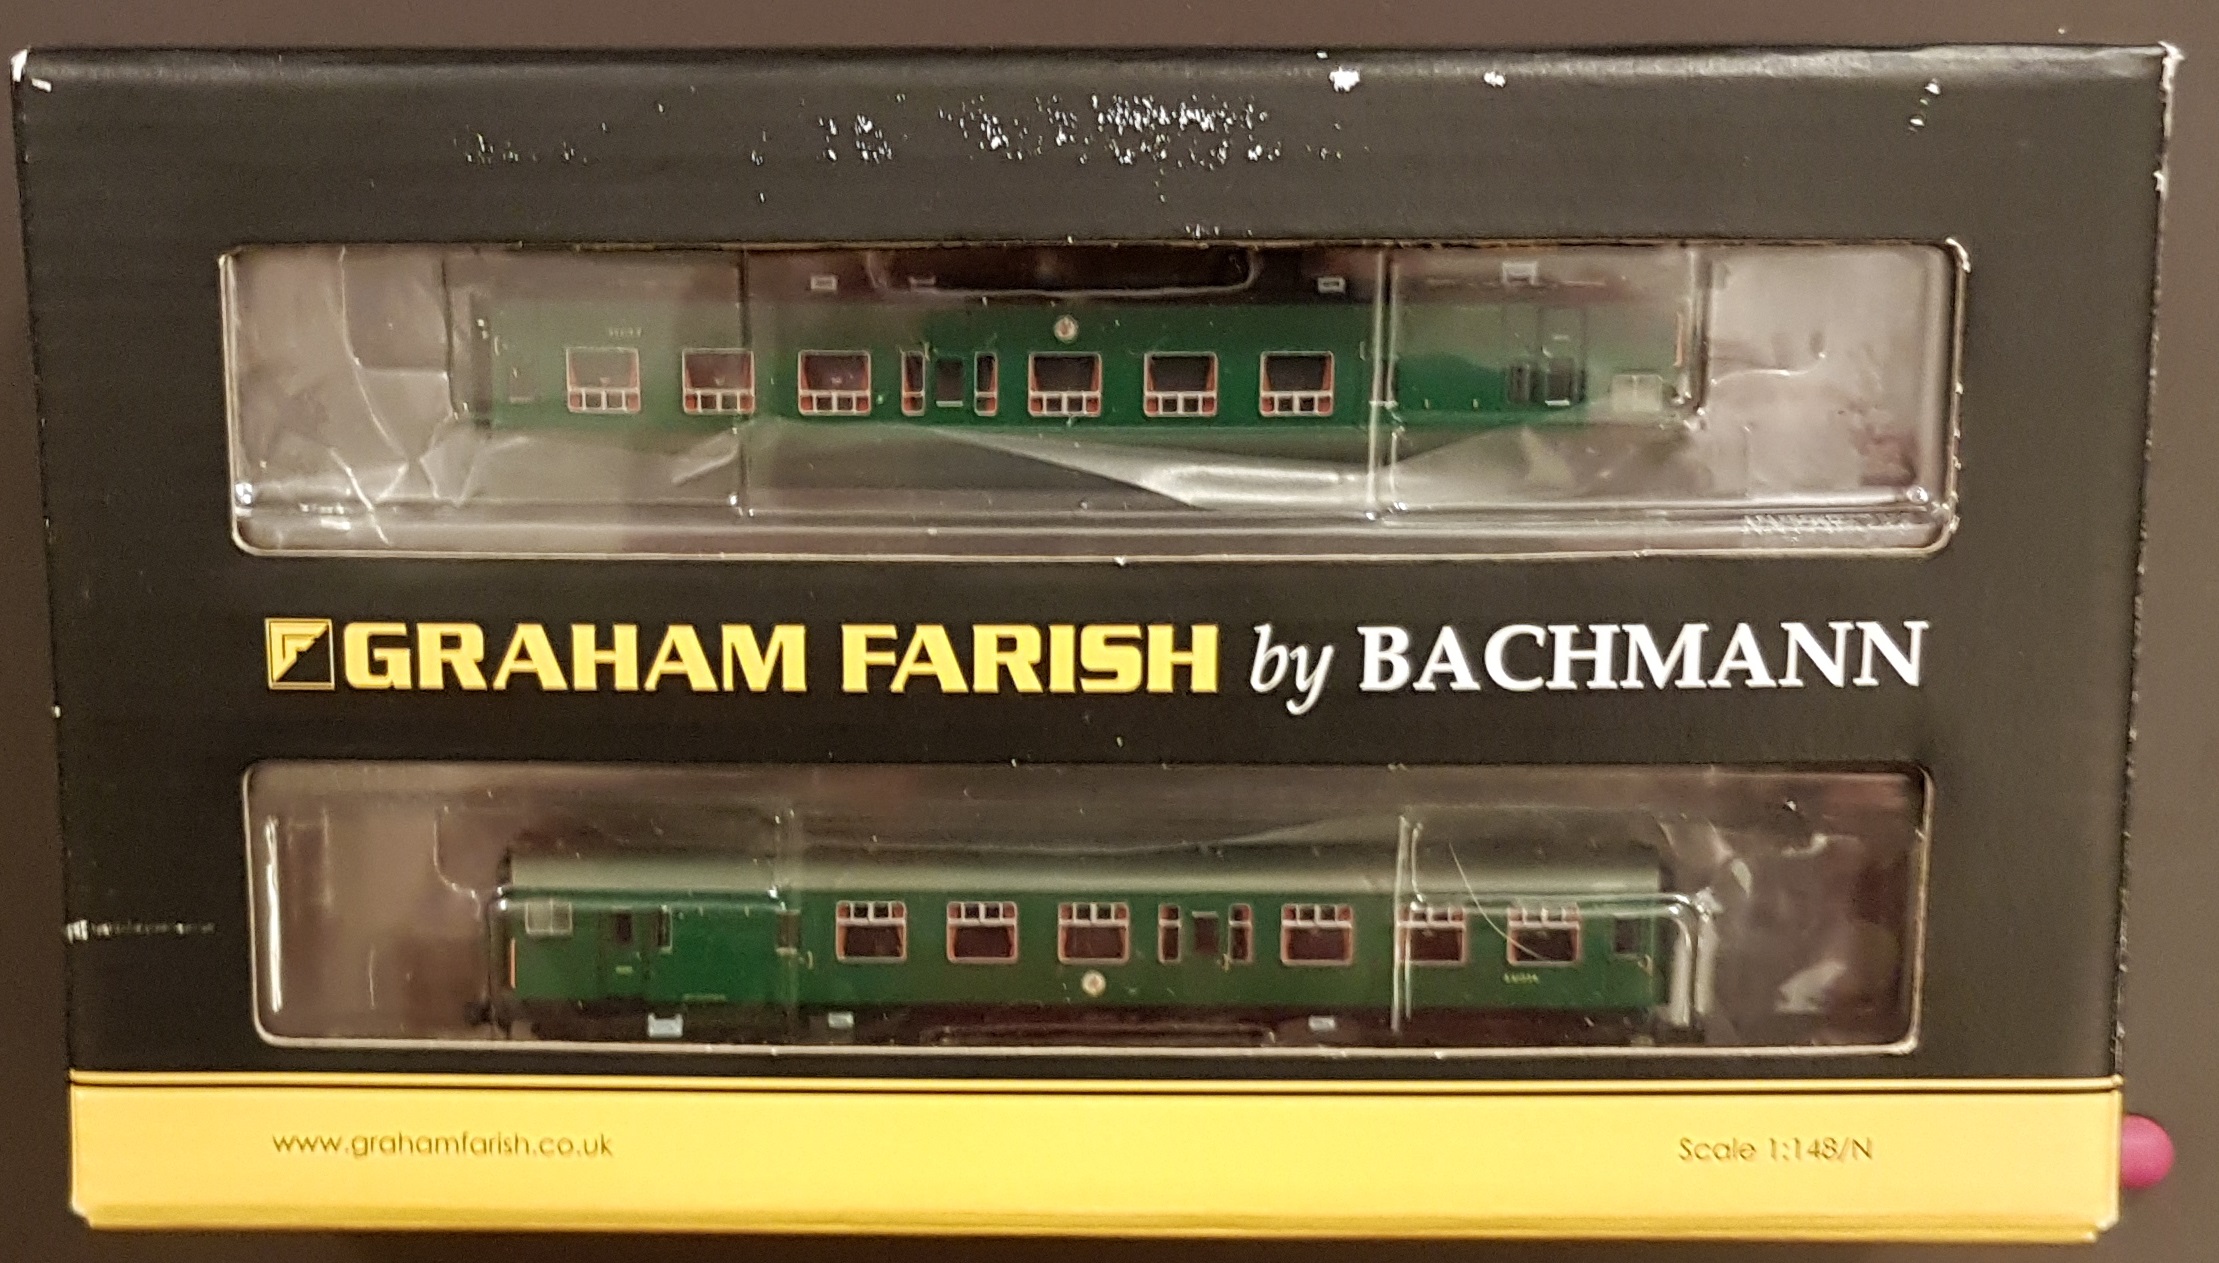 GRAHAM FARISH by BACHMANN
www.grahamfarish.co.uk
Scale 1:148/N